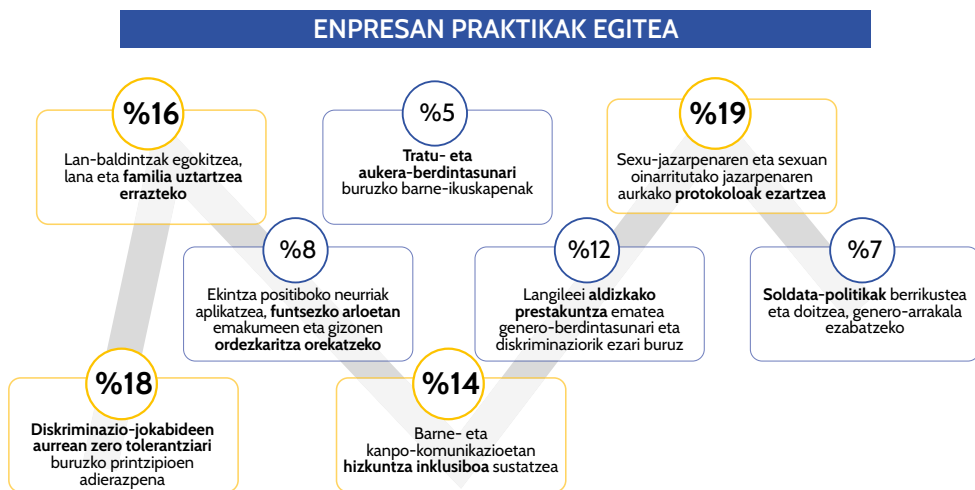 ENPRESAN PRAKTIKAK EGITEA
%16
Lan-baldintzak egokitzea,
lana eta familia uztartzea
errazteko
%5
Tratu- eta
aukera-berdintasunari
buruzko barne-ikuskapenak
%19
Sexu-jazarpenaren eta sexuan
oinarritutako jazarpenaren
aurkako protokoloak ezartzea
%8
Ekintza positiboko neurriak
aplikatzea, funtsezko arloetan
emakumeen eta gizonen
ordezkaritza orekatzeko
%12
Langileei aldizkako
prestakuntza ematea
genero-berdintasunari eta
diskriminaziorik ezari buruz
%7
Soldata-politikak berrikustea
eta doitzea, genero-arrakala
ezabatzeko
%18
Diskriminazio-jokabideen
aurrean zero tolerantziari
buruzko printzipioen
adierazpena
%14
Barne- eta
kanpo-komunikazioetan
hizkuntza inklusiboa sustatzea